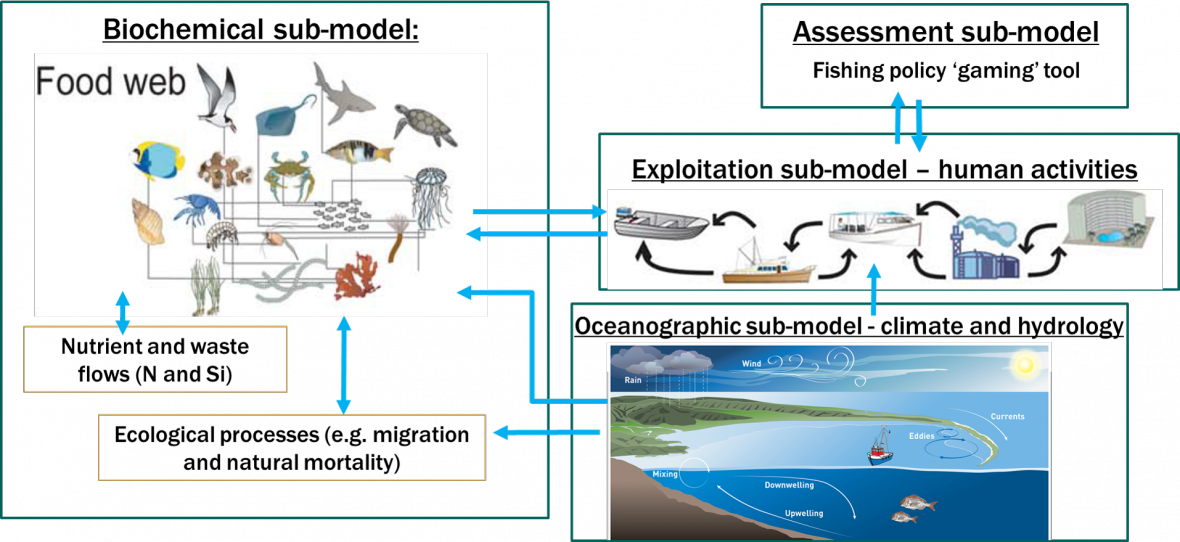 Biochemical sub-model:
Food web
Nutrient and waste
flows (N and Si)
Ecological processes (e.g. migration
and natural mortality)
Assessment sub-model
Fishing policy ‘gaming’ tool
Exploitation sub-model – human activities
Oceanographic sub-model - climate and hydrology
Rain
Wind
Currents
Eddies
Mixing
Downwelling
Upwelling